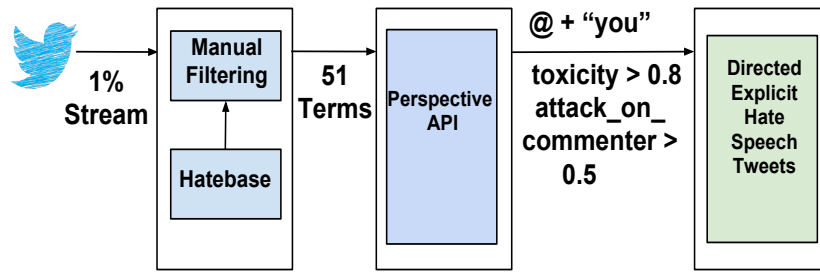 1%
Stream
Manual
Filtering
Hatebase
51
Terms
Perspective
API
@ + “you”
toxicity > 0.8
attack_on_
commenter >
0.5
Directed
Explicit
Hate
Speech
Tweets